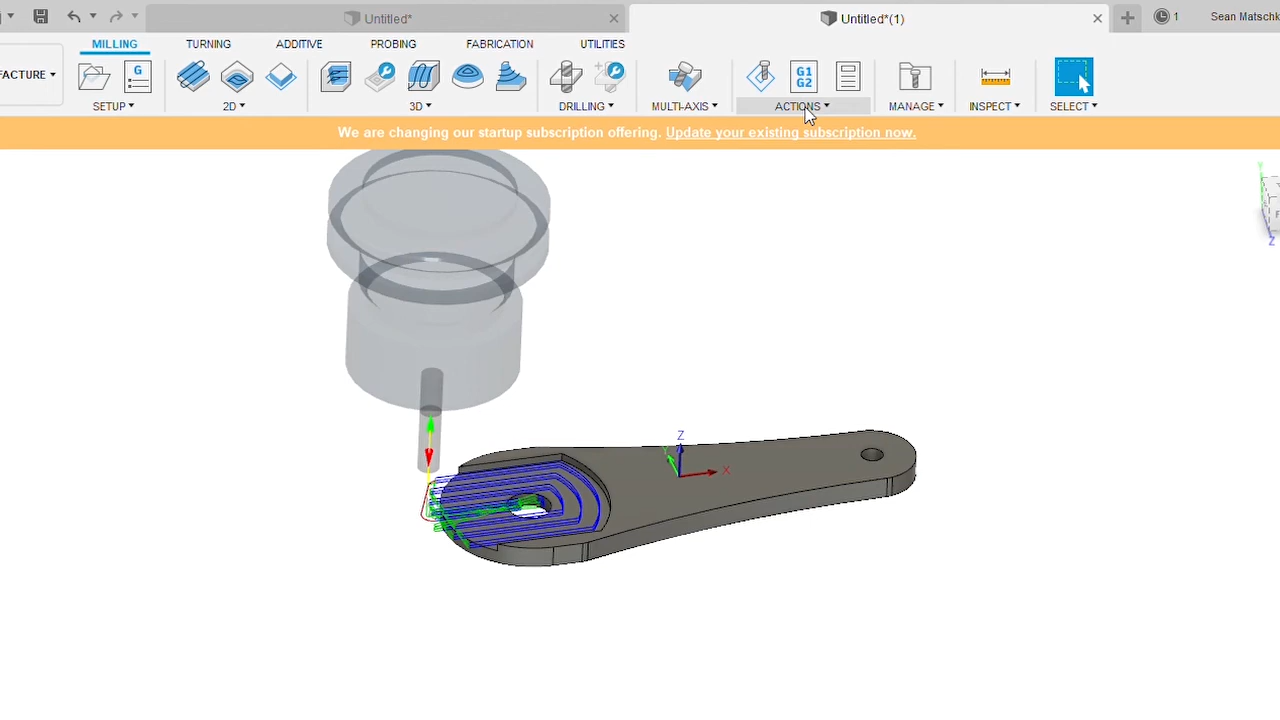 Untitled*
Untitled*(1)
1
Sean Matschk
MILLING
TURNING
ADDITIVE
PROBING
FABRICATION
UTILITIES
FACTURE
G
G1
G2
SETUP
2D
3D
DRILLING
MULTI-AXIS
ACTIONS
MANAGE
INSPECT
SELECT
We are changing our startup subscription offering. Update your existing subscription now.
Z
Y
X
Y
F
Z